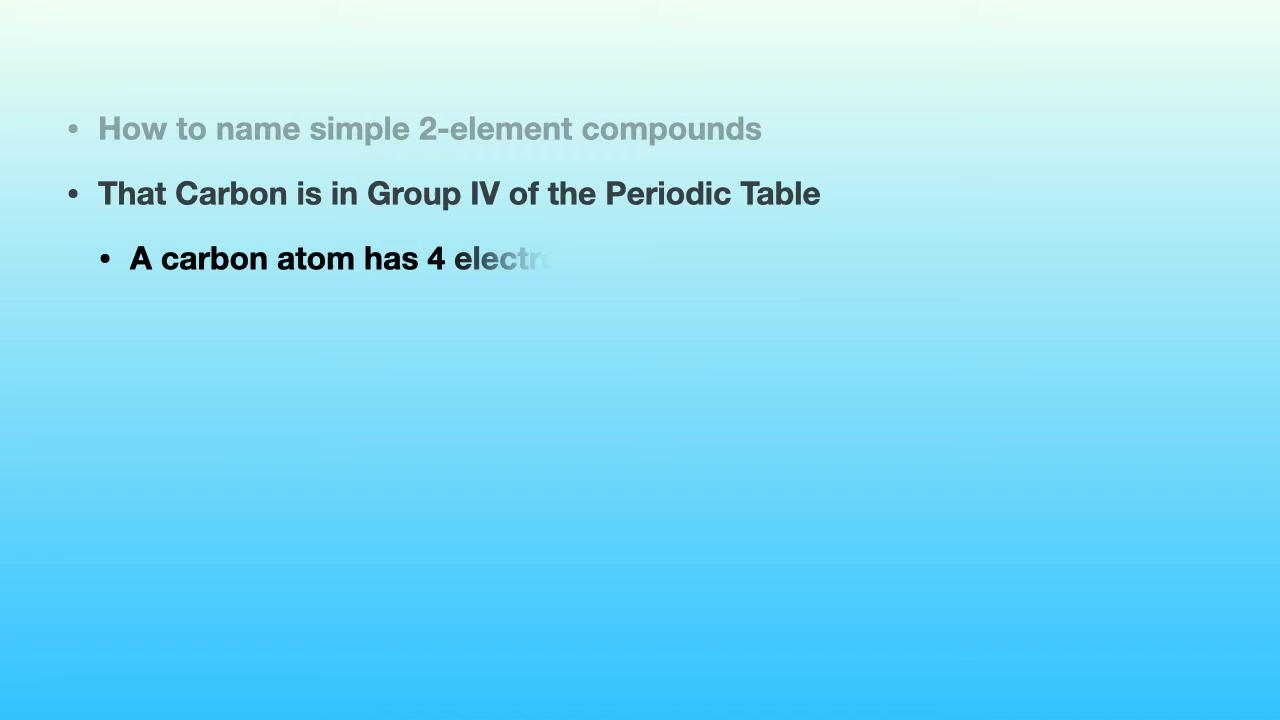 • How to name simple 2-element compounds
• That Carbon is in Group IV of the Periodic Table
• A carbon atom has 4